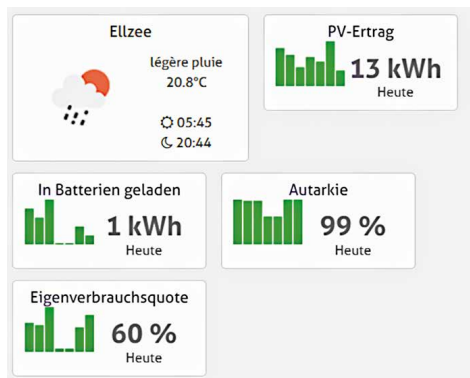 Ellzee
légère pluie
20.8°C
05:45
20:44
PV-Ertrag
13 kWh
Heute
In Batterien geladen
1 kWh
Heute
Autarkie
99 %
Heute
Eigenverbrauchsquote
60 %
Heute